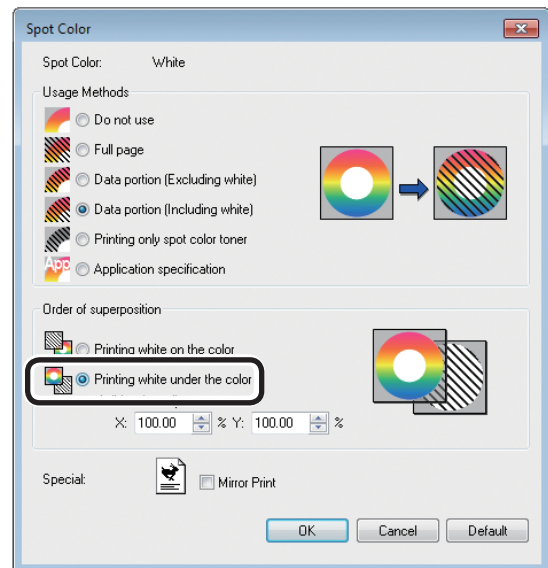 Spot Color
Spot Color: White
Usage Methods
Do not use
Full page
Data portion (Excluding white)
Data portion (Including white)
Printing only spot color toner
App Application specification
Order of superposition
Printing white on the color
Printing white under the color
X: 100.00 % Y: 100.00 %
Special: Mirror Print
OK Cancel Default